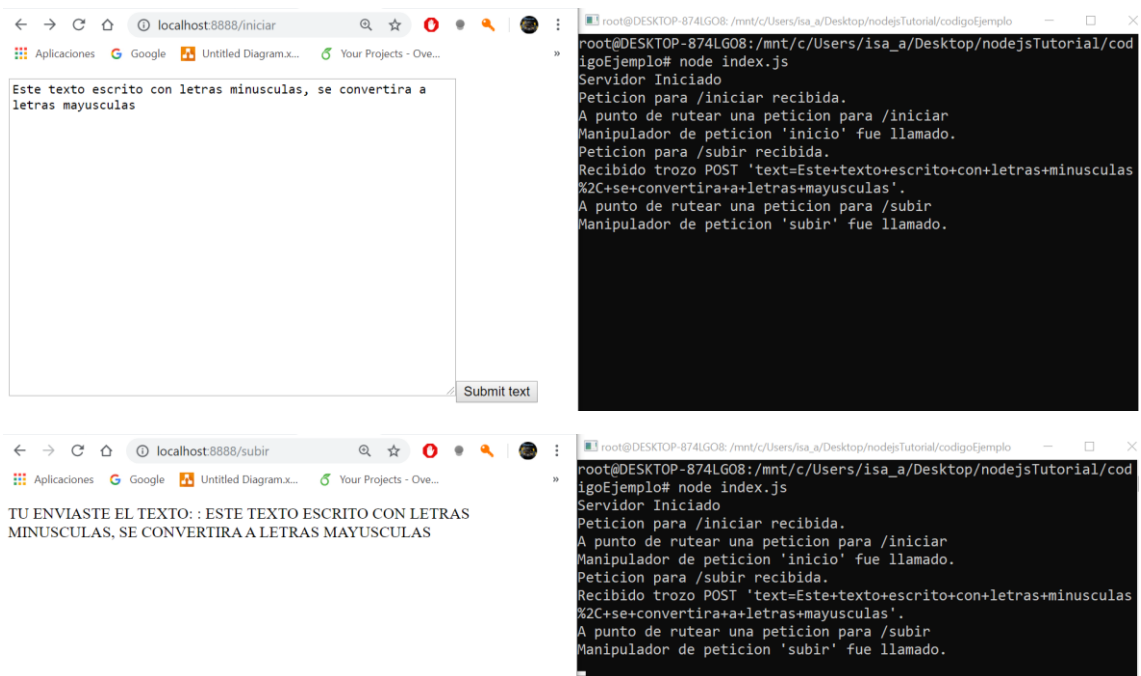 localhost:8888/iniciar
Aplicaciones Google Untitled Diagram.x... Your Projects - Ove... »
Este texto escrito con letras minusculas, se convertira a
letras mayusculas
Submit text
root@DESKTOP-874LGO8: /mnt/c/Users/isa_a/Desktop/nodejsTutorial/codigoEjemplo
root@DESKTOP-874LGO8:/mnt/c/Users/isa_a/Desktop/nodejsTutorial/cod
igoEjemplo# node index.js
Servidor Iniciado
Peticion para /iniciar recibida.
A punto de rutear una peticion para /iniciar
Manipulador de peticion 'inicio' fue llamado.
Peticion para /subir recibida.
Recibido trozo POST 'text=Este+texto+escrito+con+letras+minusculas
%2C+se+convertira+a+letras+mayusculas'.
A punto de rutear una peticion para /subir
Manipulador de peticion 'subir' fue llamado.
localhost:8888/subir
Aplicaciones Google Untitled Diagram.x... Your Projects - Ove... »
TU ENVIASTE EL TEXTO: : ESTE TEXTO ESCRITO CON LETRAS
MINUSCULAS, SE CONVERTIRA A LETRAS MAYUSCULAS
root@DESKTOP-874LGO8: /mnt/c/Users/isa_a/Desktop/nodejsTutorial/codigoEjemplo
root@DESKTOP-874LGO8:/mnt/c/Users/isa_a/Desktop/nodejsTutorial/cod
igoEjemplo# node index.js
Servidor Iniciado
Peticion para /iniciar recibida.
A punto de rutear una peticion para /iniciar
Manipulador de peticion 'inicio' fue llamado.
Peticion para /subir recibida.
Recibido trozo POST 'text=Este+texto+escrito+con+letras+minusculas
%2C+se+convertira+a+letras+mayusculas'.
A punto de rutear una peticion para /subir
Manipulador de peticion 'subir' fue llamado.